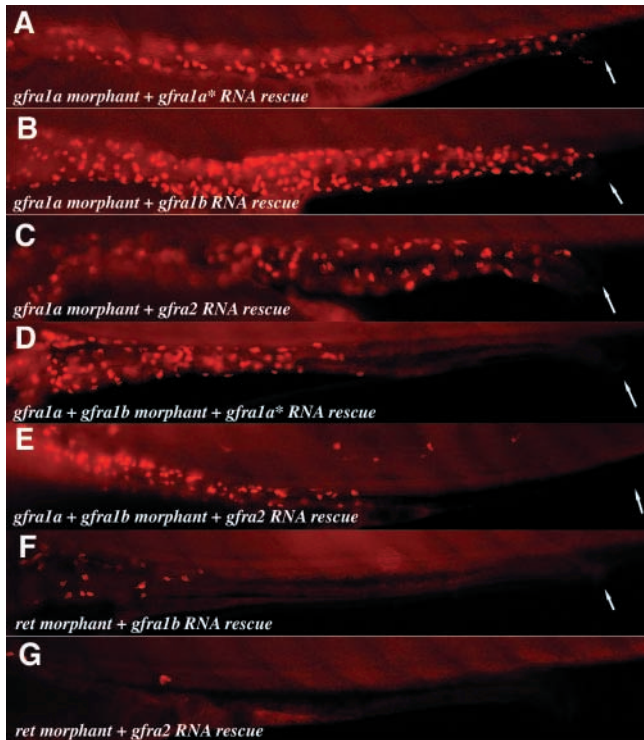 A
gfra1a morphant + gfra1a* RNA rescue
B
gfra1a morphant + gfra1b RNA rescue
C
gfra1a morphant + gfra2 RNA rescue
D
gfra1a + gfra1b morphant + gfra1a* RNA rescue
E
gfra1a + gfra1b morphant + gfra2 RNA rescue
F
ret morphant + gfra1b RNA rescue
G
ret morphant + gfra2 RNA rescue